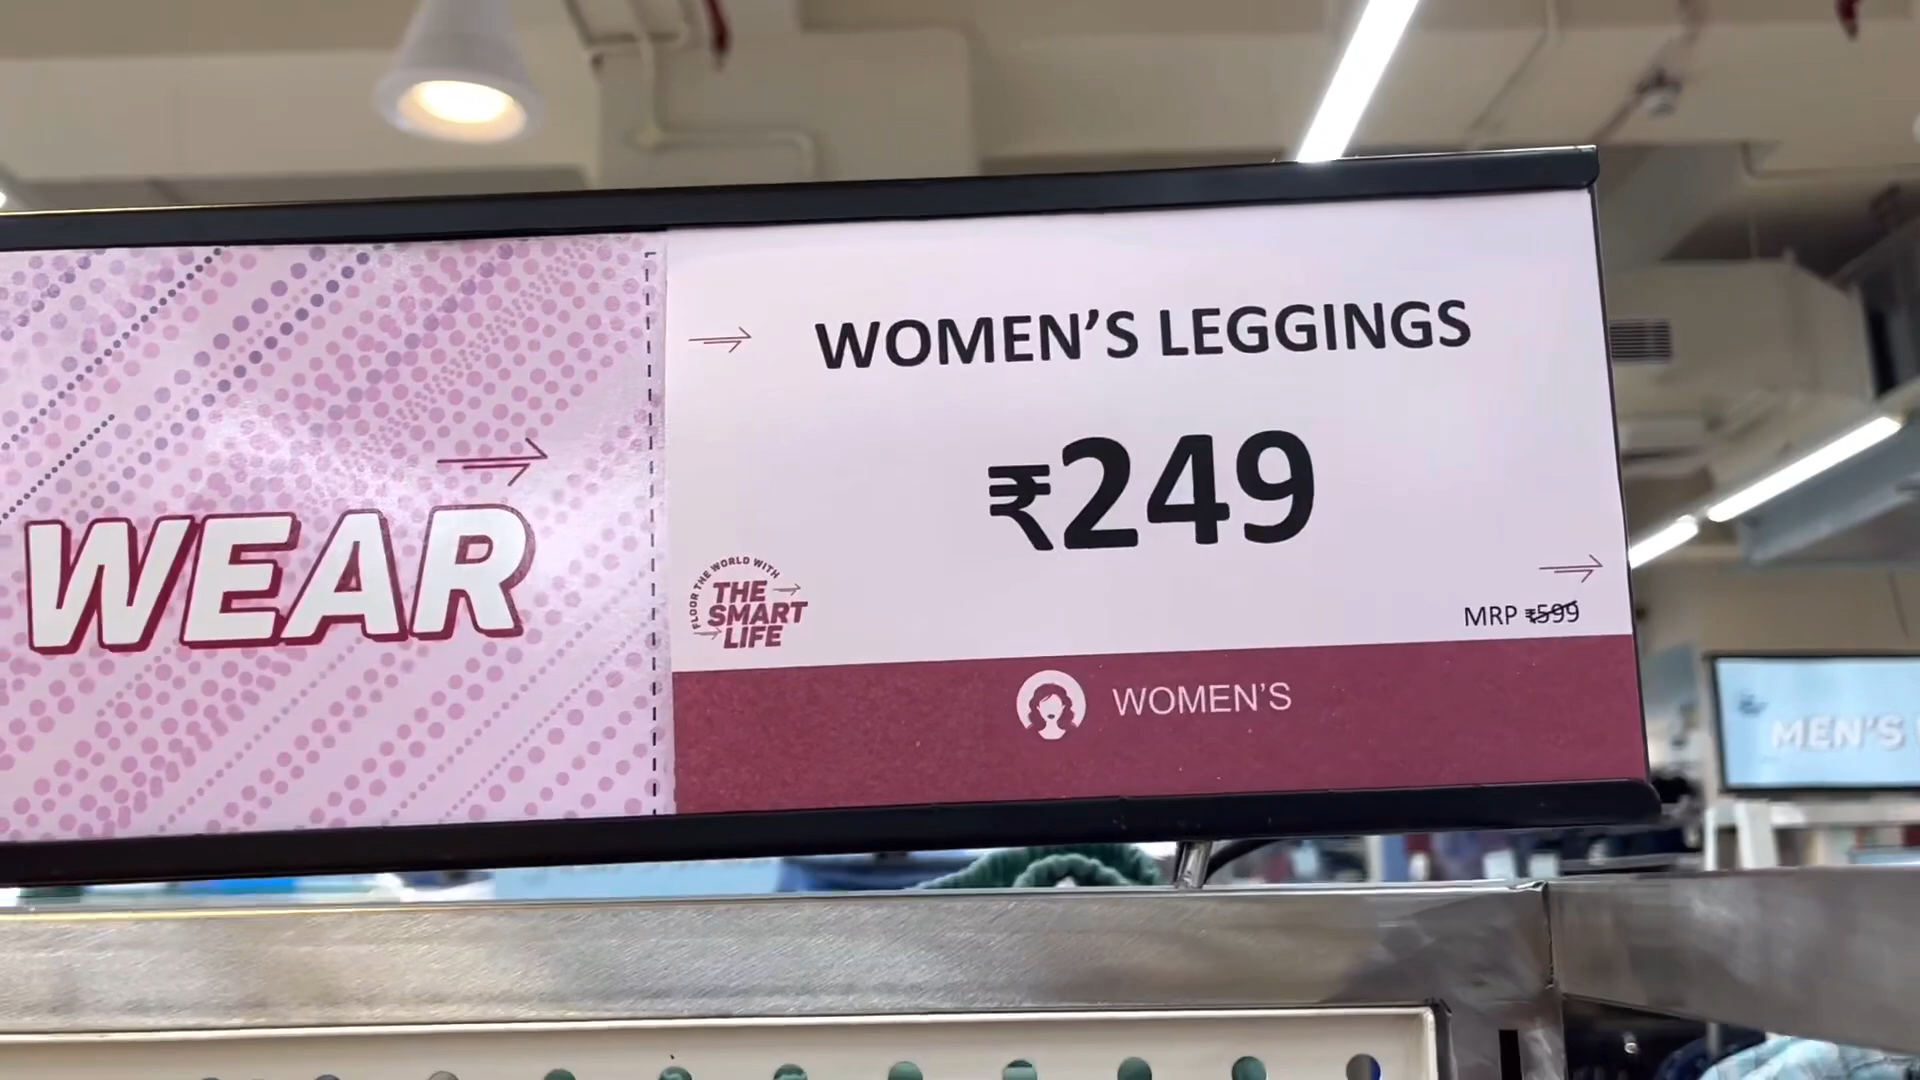 WEAR
WOMEN'S LEGGINGS
₹249
FLOOR THE WORLD WITH
THE
SMART
LIFE
MRP ₹599
WOMEN'S
MEN'S